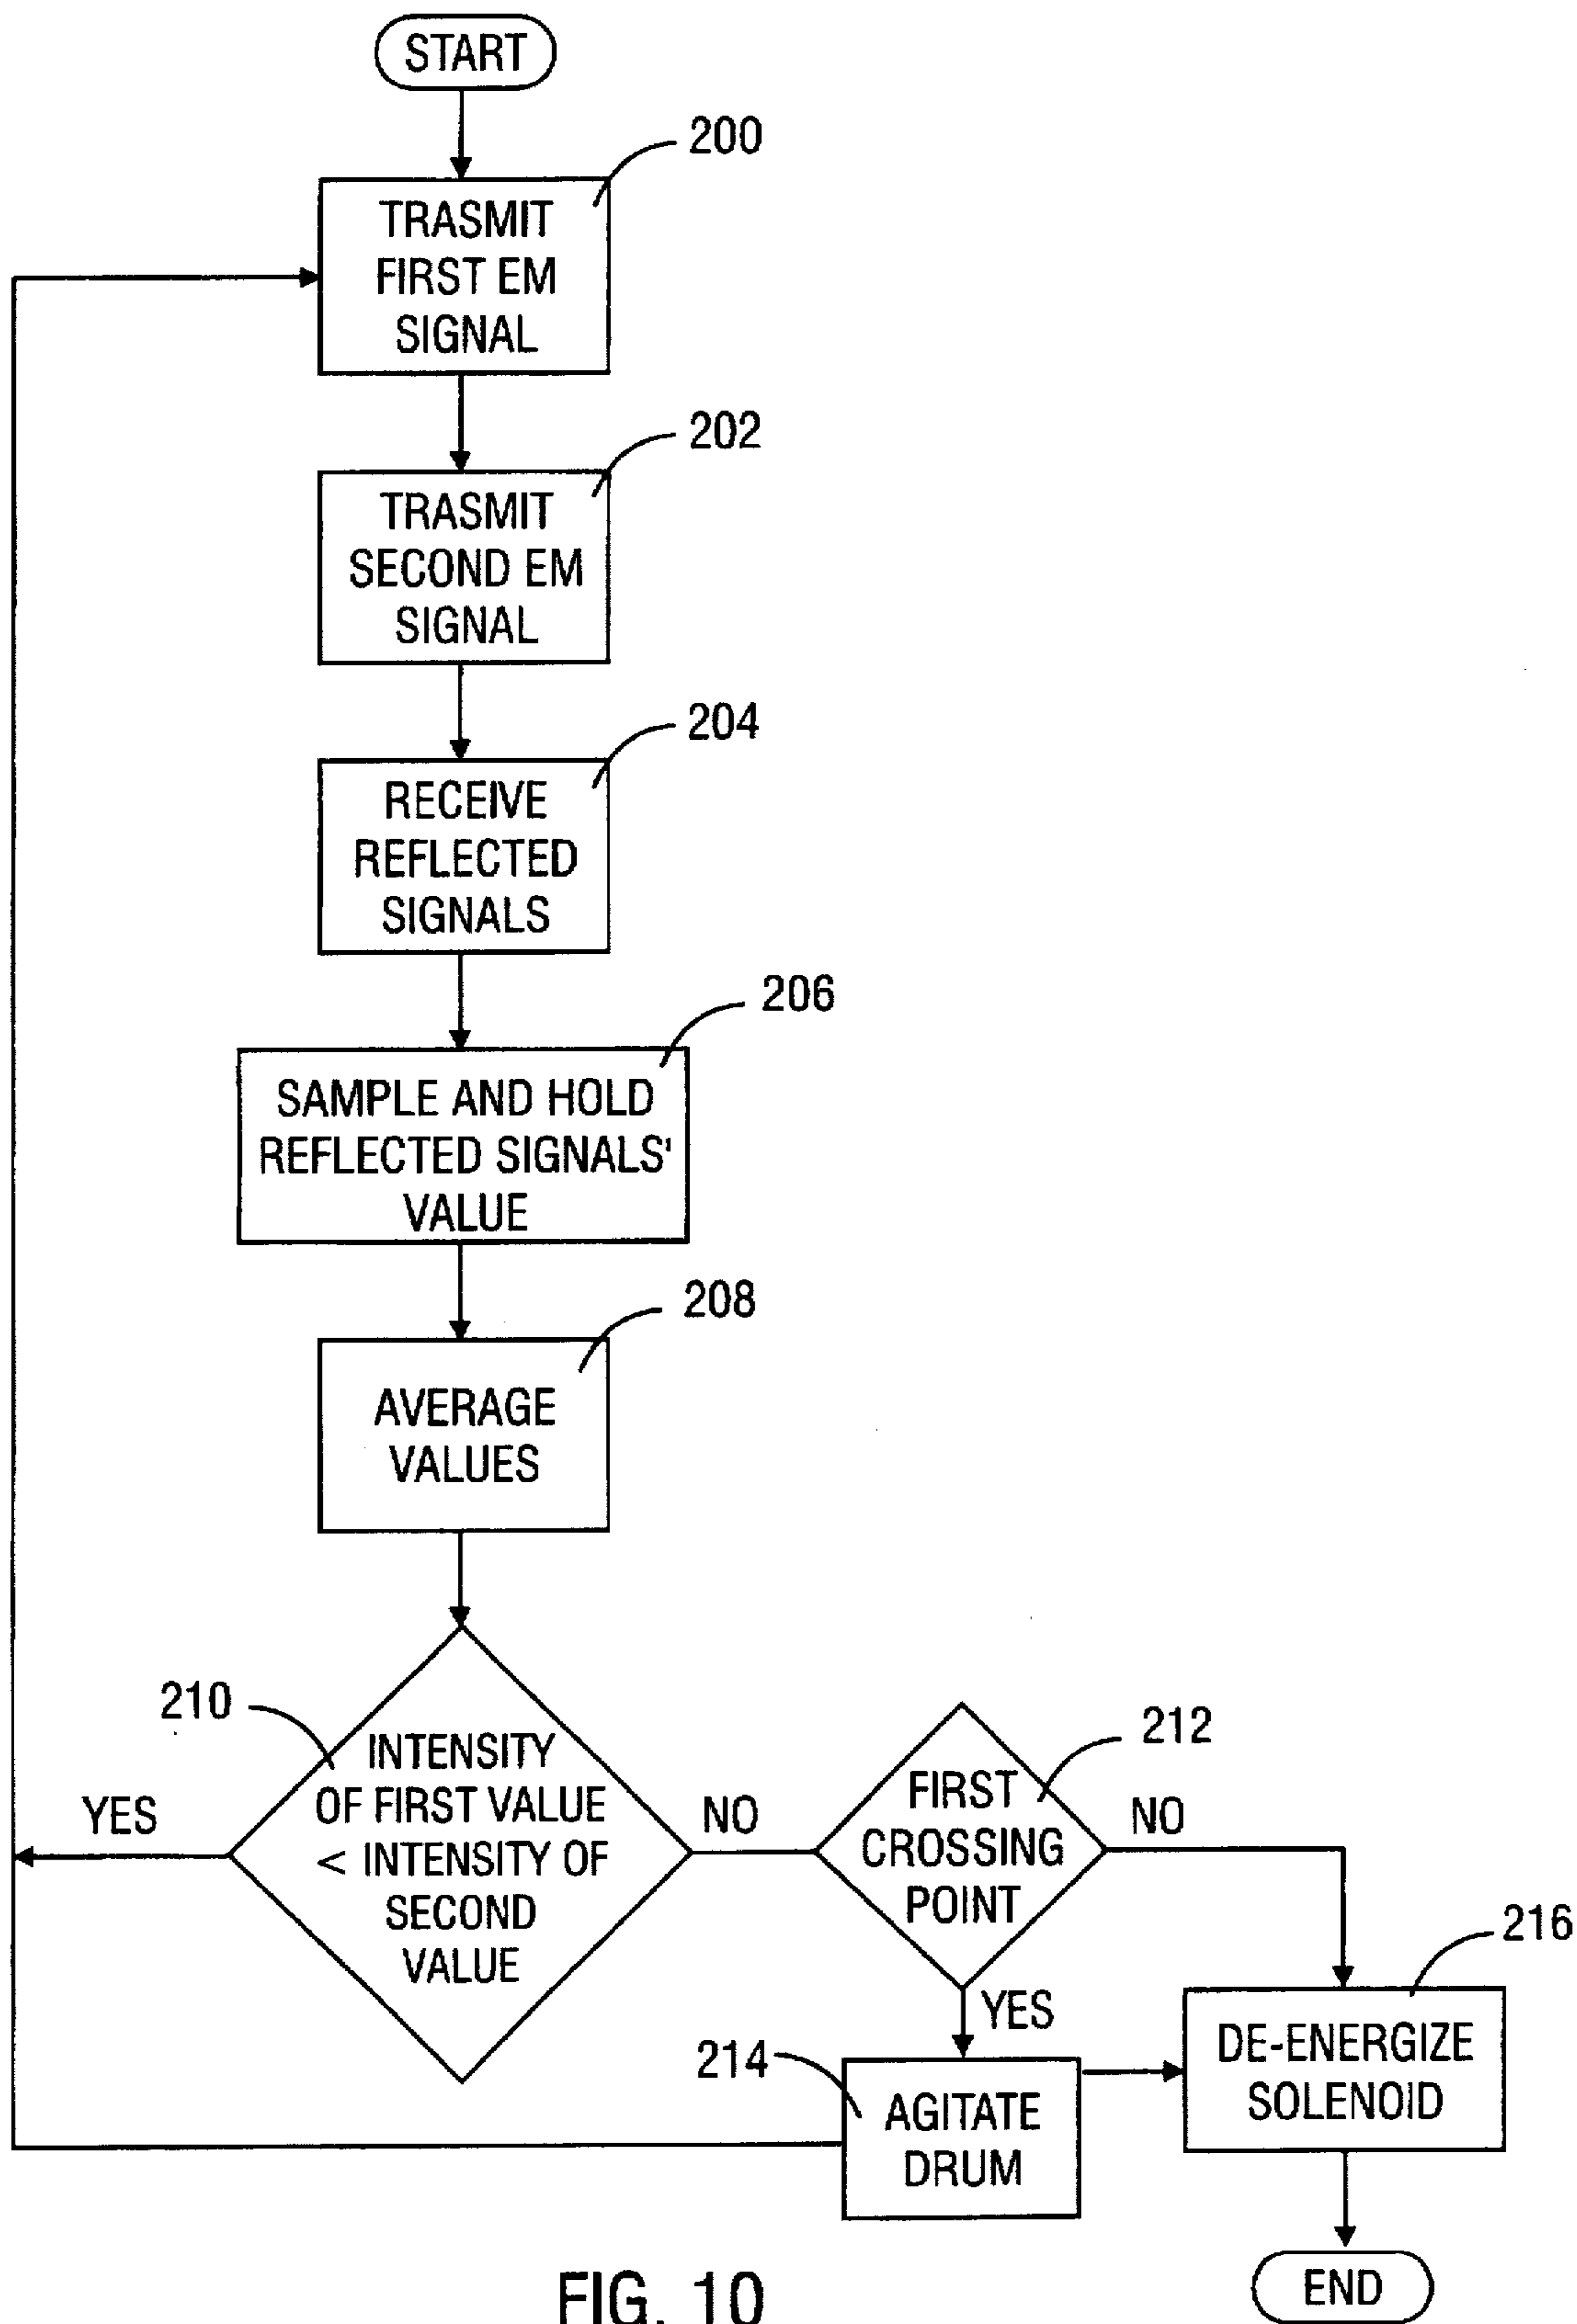 START
200
TRASMIT
FIRST EM
SIGNAL
202
TRASMIT
SECOND EM
SIGNAL
204
RECEIVE
REFLECTED
SIGNALS
206
SAMPLE AND HOLD
REFLECTED SIGNALS'
VALUE
208
AVERAGE
VALUES
210
INTENSITY
OF FIRST VALUE
< INTENSITY OF
SECOND
VALUE
YES
NO
212
FIRST
CROSSING
POINT
NO
YES
214
AGITATE
DRUM
216
DE-ENERGIZE
SOLENOID
END
FIG. 10